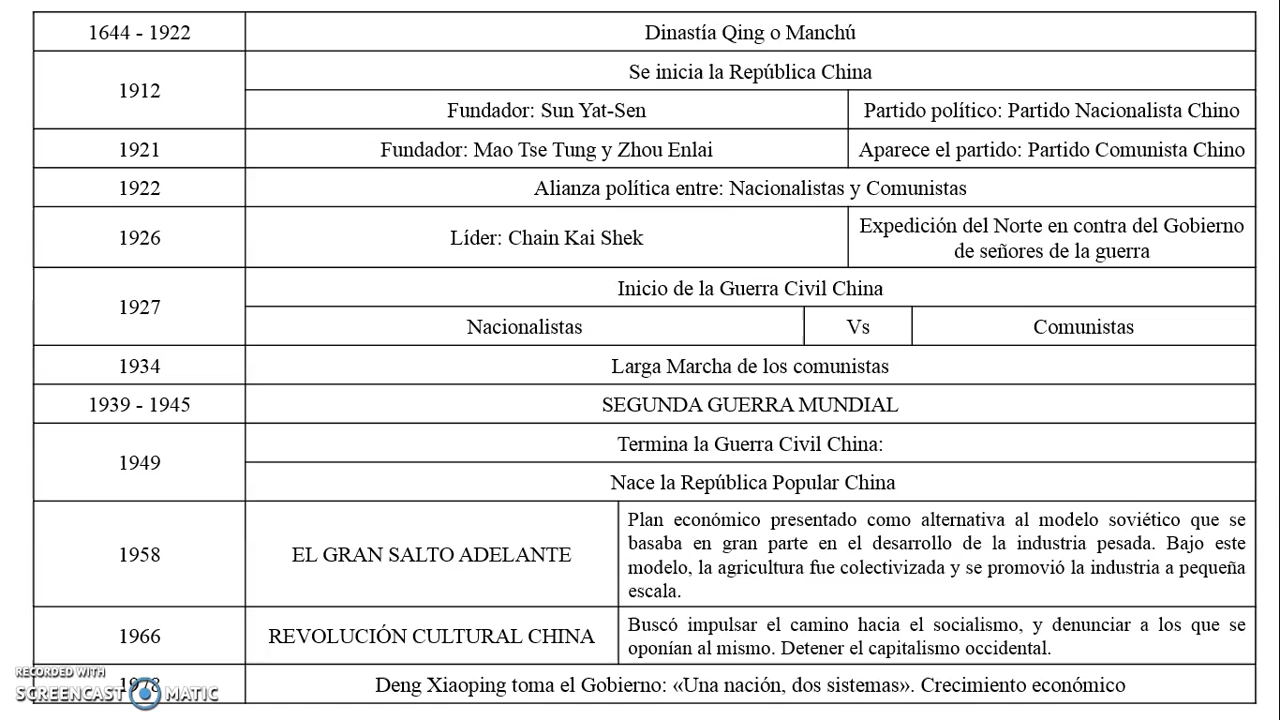 1644 - 1922 Dinastía Qing o Manchú
1912 Se inicia la República China
Fundador: Sun Yat-Sen Partido político: Partido Nacionalista Chino
1921 Fundador: Mao Tse Tung y Zhou Enlai Aparece el partido: Partido Comunista Chino
1922 Alianza política entre: Nacionalistas y Comunistas
1926 Líder: Chain Kai Shek Expedición del Norte en contra del Gobierno
de señores de la guerra
1927 Inicio de la Guerra Civil China
Nacionalistas Vs Comunistas
1934 Larga Marcha de los comunistas
1939 - 1945 SEGUNDA GUERRA MUNDIAL
1949 Termina la Guerra Civil China:
Nace la República Popular China
1958 EL GRAN SALTO ADELANTE Plan económico presentado como alternativa al modelo soviético que se
basaba en gran parte en el desarrollo de la industria pesada. Bajo este
modelo, la agricultura fue colectivizada y se promovió la industria a pequeña
escala.
1966 REVOLUCIÓN CULTURAL CHINA Buscó impulsar el camino hacia el socialismo, y denunciar a los que se
oponían al mismo. Detener el capitalismo occidental.
Deng Xiaoping toma el Gobierno: «Una nación, dos sistemas». Crecimiento económico
RECORDED WITH
SCREENCAST MATIC